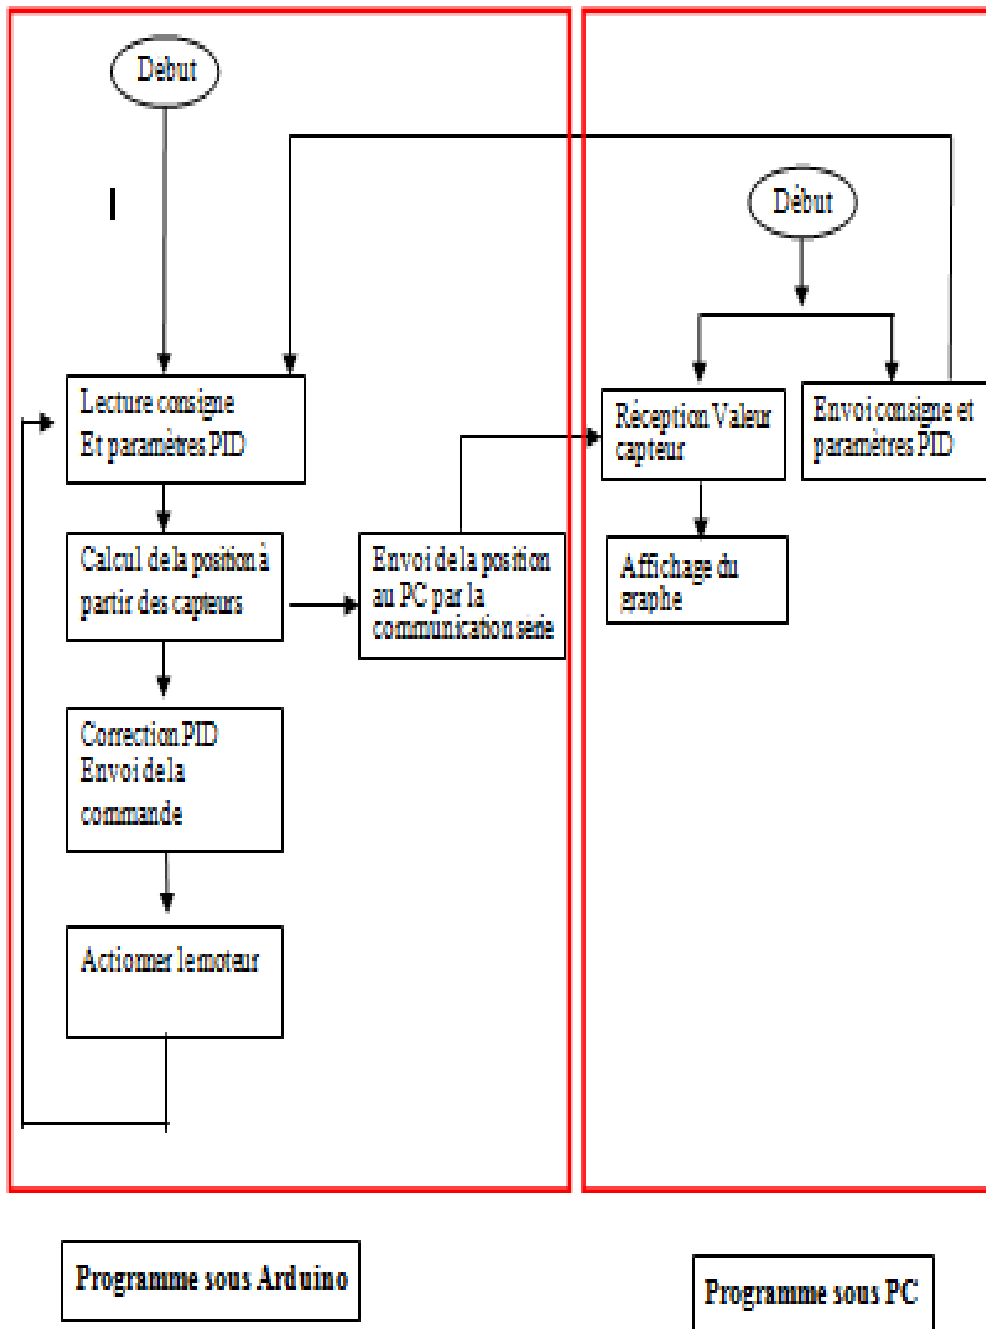 Début
Lecture consigne
Et paramètres PID
Calcul de la position à
partir des capteurs
Envoi de la position
au PC par la
communication série
Correction PID
Envoi de la
commande
Actionner le moteur
Début
Réception Valeur
capteur
Envoi consigne et
paramètres PID
Affichage du
graphe
Programme sous Arduino
Programme sous PC